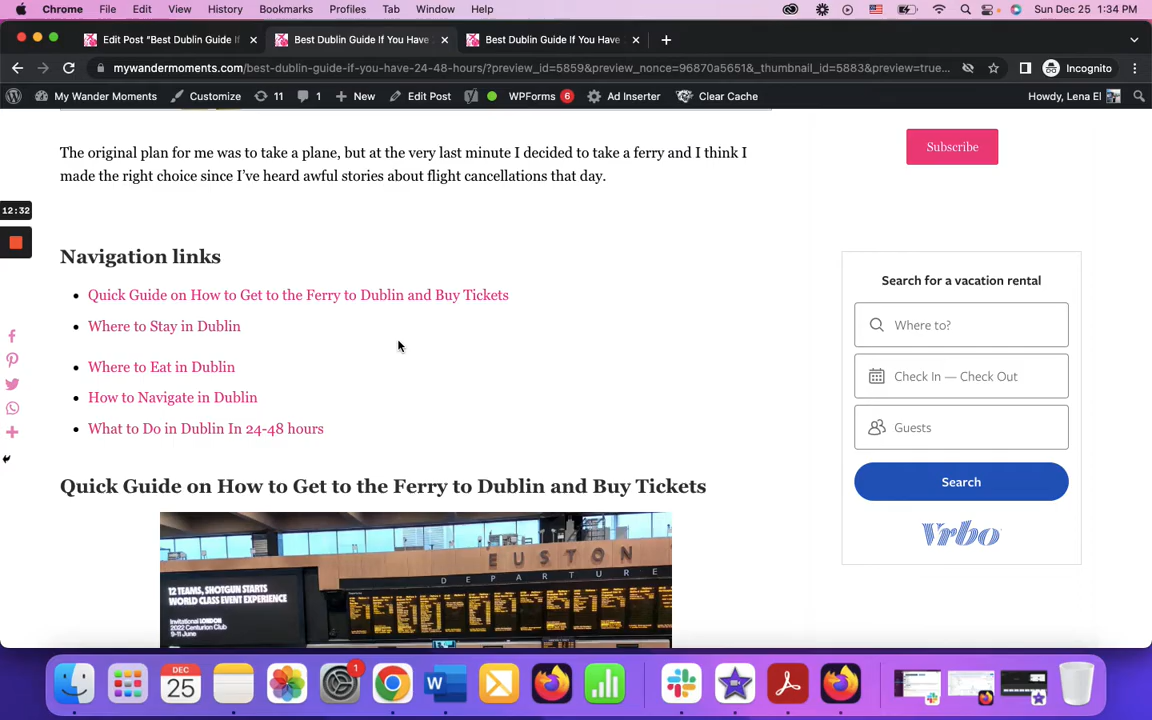 Chrome File Edit View History Bookmarks Profiles Tab Window Help Sun Dec 25 1:34 PM
Edit Post “Best Dublin Guide If
Best Dublin Guide If You Have
Best Dublin Guide If You Have
mywandermoments.com/best-dublin-guide-if-you-have-24-48-hours/?preview_id=5859&preview_nonce=96870a5651&_thumbnail_id=5883&preview=true...
Incognito
My Wander Moments Customize 11 1 New Edit Post WPForms 6 Ad Inserter Clear Cache Howdy, Lena El
The original plan for me was to take a plane, but at the very last minute I decided to take a ferry and I think I
made the right choice since I’ve heard awful stories about flight cancellations that day.
Subscribe
12:32
Navigation links
Quick Guide on How to Get to the Ferry to Dublin and Buy Tickets
Where to Stay in Dublin
Where to Eat in Dublin
How to Navigate in Dublin
What to Do in Dublin In 24-48 hours
Search for a vacation rental
Where to?
Check In — Check Out
Guests
Search
Vrbo
Quick Guide on How to Get to the Ferry to Dublin and Buy Tickets
EUSTON
DEPARTURE
12 TEAMS, SHOTGUN STARTS
WORLD CLASS EVENT EXPERIENCE
Invitational LONDON
2022 Centurion Club
9-11 June
DEC
25
1